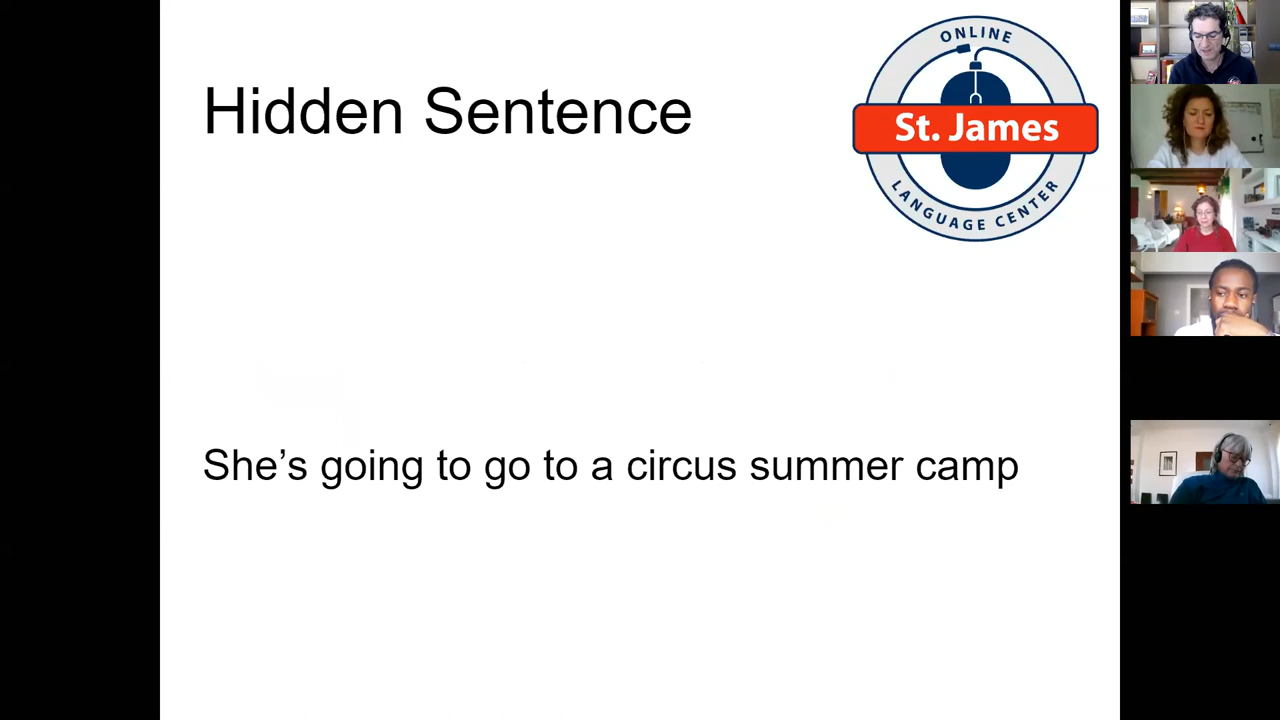 ONLINE
St. James
LANGUAGE CENTER
Hidden Sentence
She’s going to go to a circus summer camp